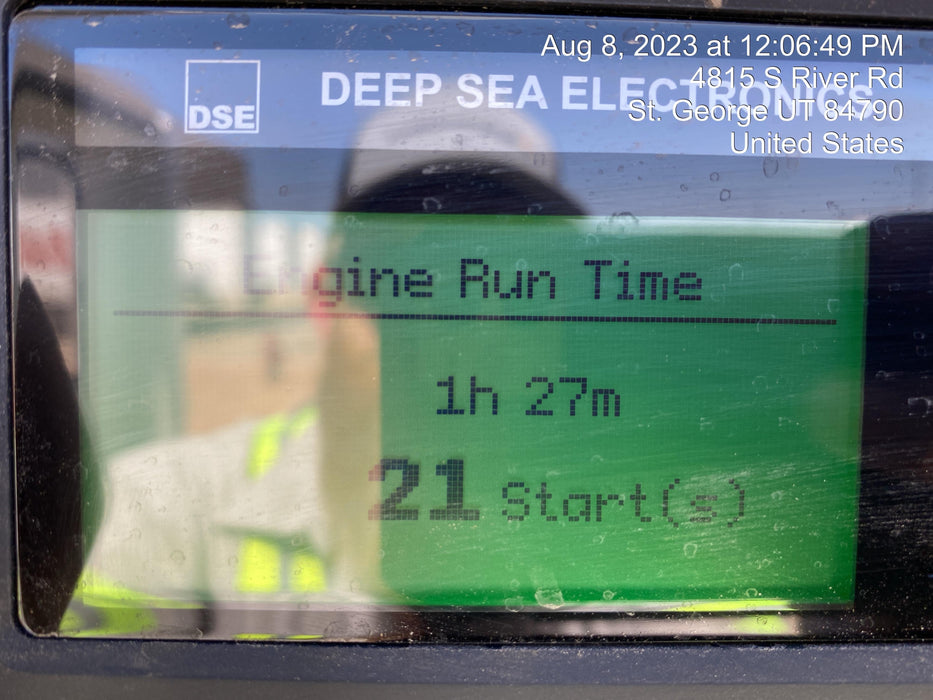 Aug 8, 2023 at 12:06:49 PM
4815 S River Rd
St. George UT 84790
United States
DSE
DEEP SEA ELECTRONICS
Engine Run Time
1h 27m
21 Start(s)